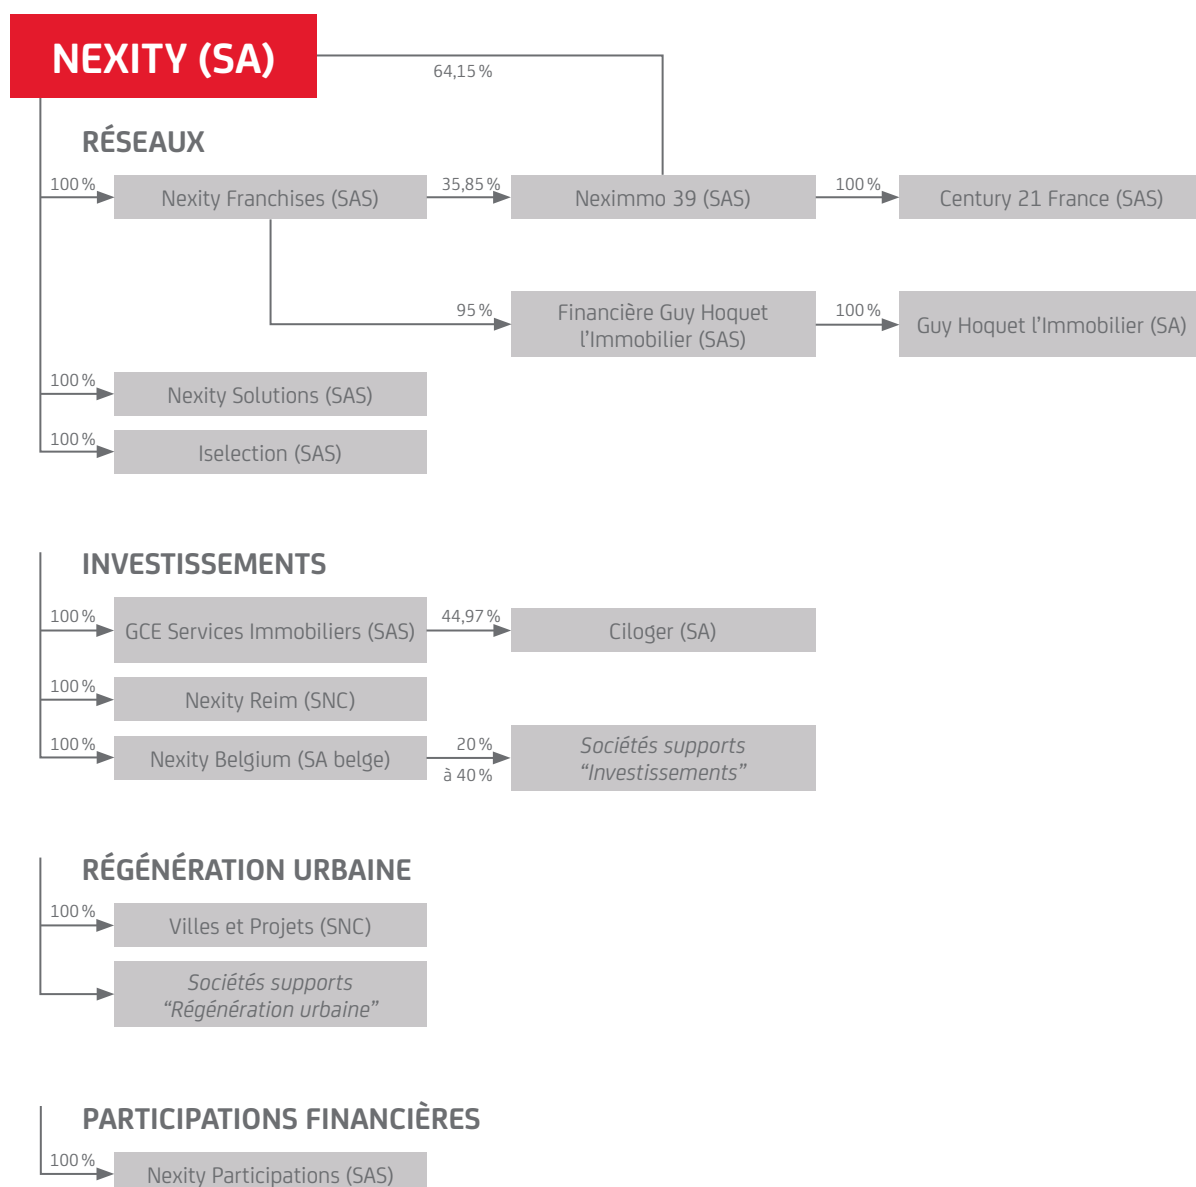 NEXITY (SA)
64,15 %
RÉSEAUX
100 %
Nexity Franchises (SAS)
35,85 %
Neximmo 39 (SAS)
100 %
Century 21 France (SAS)
95 %
Financière Guy Hoquet
l’Immobilier (SAS)
100 %
Guy Hoquet l’Immobilier (SA)
100 %
Nexity Solutions (SAS)
100 %
Iselection (SAS)
INVESTISSEMENTS
100 %
GCE Services Immobiliers (SAS)
44,97 %
Ciloger (SA)
100 %
Nexity Reim (SNC)
100 %
Nexity Belgium (SA belge)
20 %
à 40 %
Sociétés supports
“Investissements”
RÉGÉNÉRATION URBAINE
100 %
Villes et Projets (SNC)
Sociétés supports
“Régénération urbaine”
PARTICIPATIONS FINANCIÈRES
100 %
Nexity Participations (SAS)